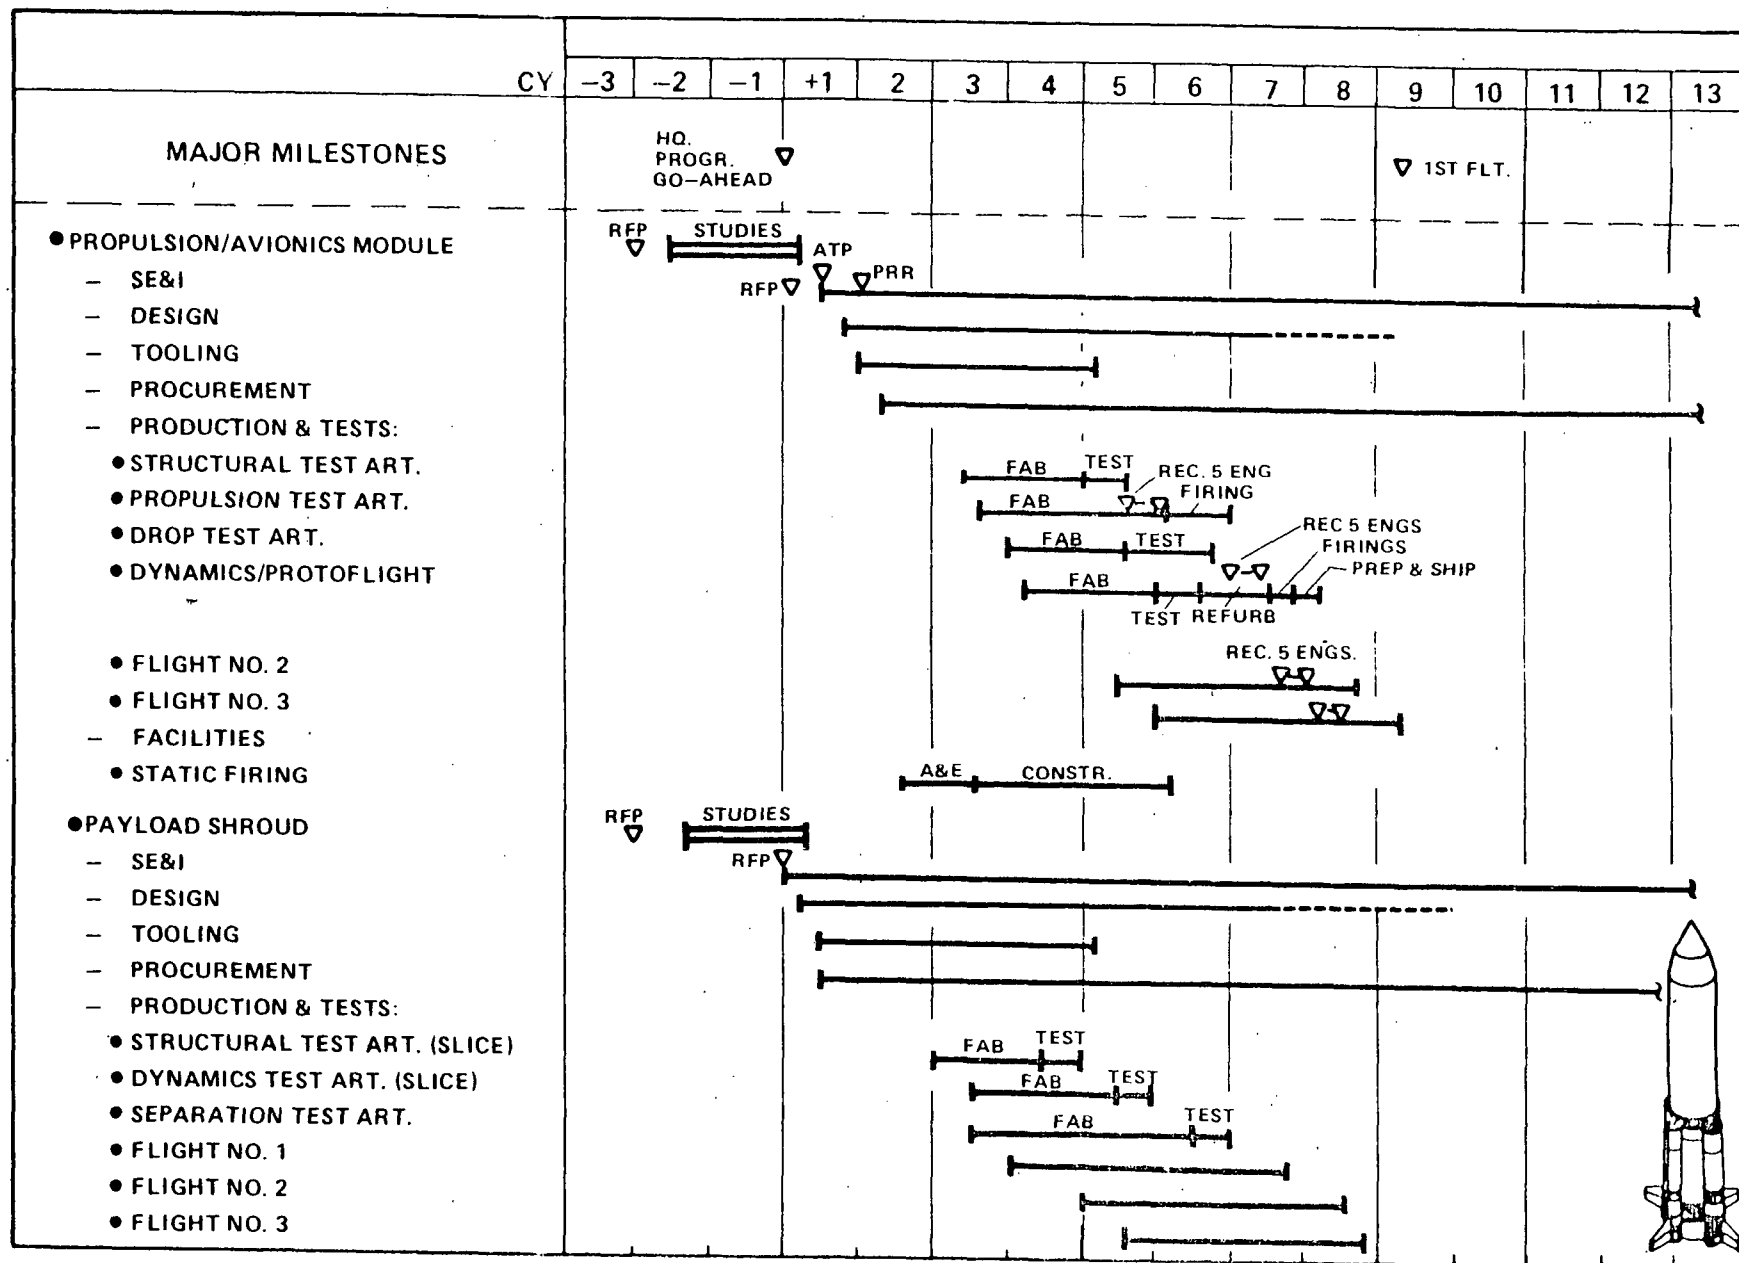 CY -3 -2 -1 +1 2 3 4 5 6 7 8 9 10 11 12 13
MAJOR MILESTONES
HQ.
PROGR.
GO-AHEAD
1ST FLT.
● PROPULSION/AVIONICS MODULE RFP STUDIES
ATP
– SE&I RFP PRR
– DESIGN
– TOOLING
– PROCUREMENT
– PRODUCTION & TESTS:
● STRUCTURAL TEST ART. FAB TEST
REC. 5 ENG
● PROPULSION TEST ART. FAB FIRING
● DROP TEST ART. FAB TEST
REC 5 ENGS
FIRINGS
● DYNAMICS/PROTOFLIGHT FAB PREP & SHIP
TEST REFURB
● FLIGHT NO. 2 REC. 5 ENGS.
● FLIGHT NO. 3
– FACILITIES
● STATIC FIRING A&E CONSTR.
● PAYLOAD SHROUD RFP STUDIES
– SE&I RFP
– DESIGN
– TOOLING
– PROCUREMENT
– PRODUCTION & TESTS:
● STRUCTURAL TEST ART. (SLICE) FAB TEST
● DYNAMICS TEST ART. (SLICE) FAB TEST
● SEPARATION TEST ART. FAB TEST
● FLIGHT NO. 1
● FLIGHT NO. 2
● FLIGHT NO. 3